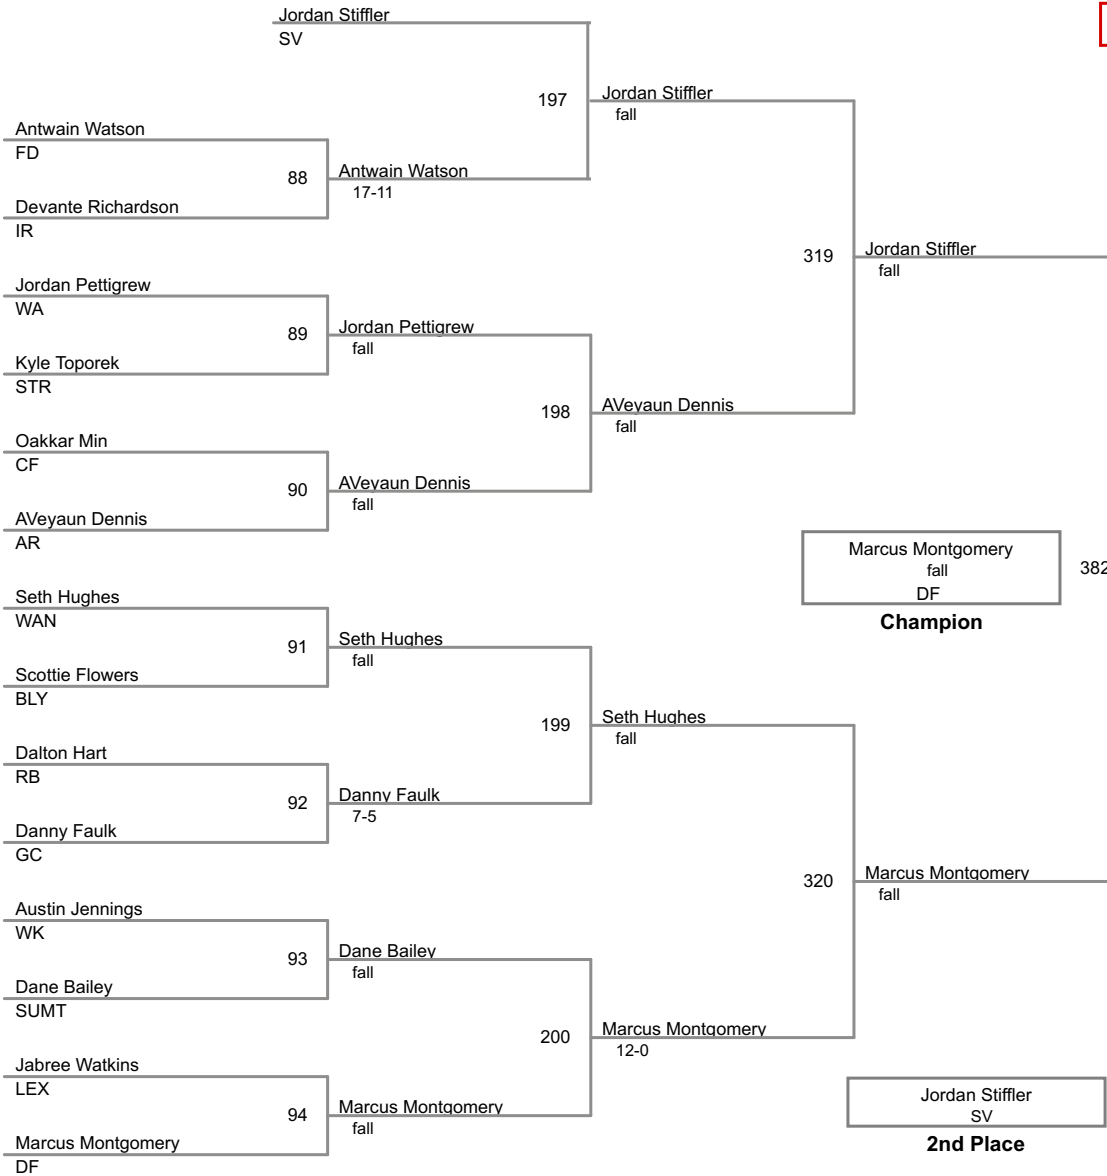 Jordan Stiffler
SV
197
Jordan Stiffler
fall
Antwain Watson
FD
88
Antwain Watson
17-11
Devante Richardson
IR
319
Jordan Stiffler
fall
Jordan Pettigrew
WA
89
Jordan Pettigrew
fall
Kyle Toporek
STR
198
AVeyaun Dennis
fall
Oakkar Min
CF
90
AVeyaun Dennis
fall
AVeyaun Dennis
AR
Marcus Montgomery
fall
DF
382
Champion
Seth Hughes
WAN
91
Seth Hughes
fall
Scottie Flowers
BLY
199
Seth Hughes
fall
Dalton Hart
RB
92
Danny Faulk
7-5
Danny Faulk
GC
320
Marcus Montgomery
fall
Austin Jennings
WK
93
Dane Bailey
fall
Dane Bailey
SUMT
200
Marcus Montgomery
12-0
Jabree Watkins
LEX
94
Marcus Montgomery
fall
Marcus Montgomery
DF
Jordan Stiffler
SV
2nd Place